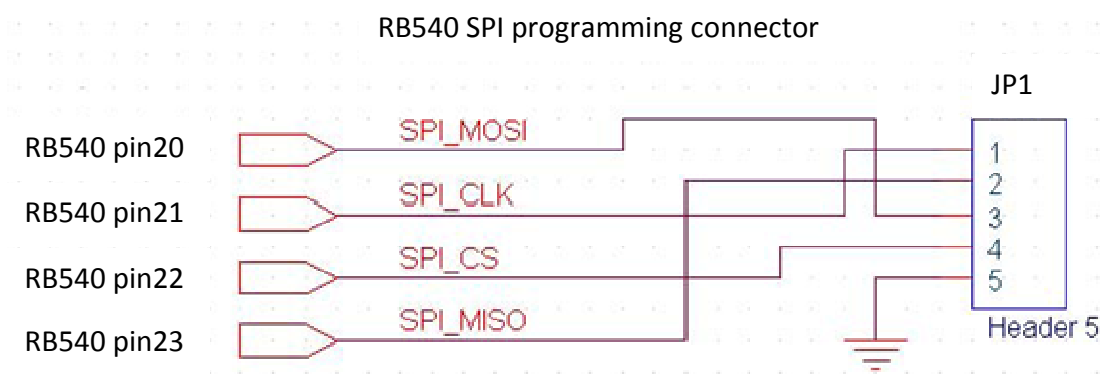 RB540 SPI programming connector
JP1
RB540 pin20
SPI_MOSI
1
2
RB540 pin21
SPI_CLK
3
4
RB540 pin22
SPI_CS
5
RB540 pin23
SPI_MISO
Header 5